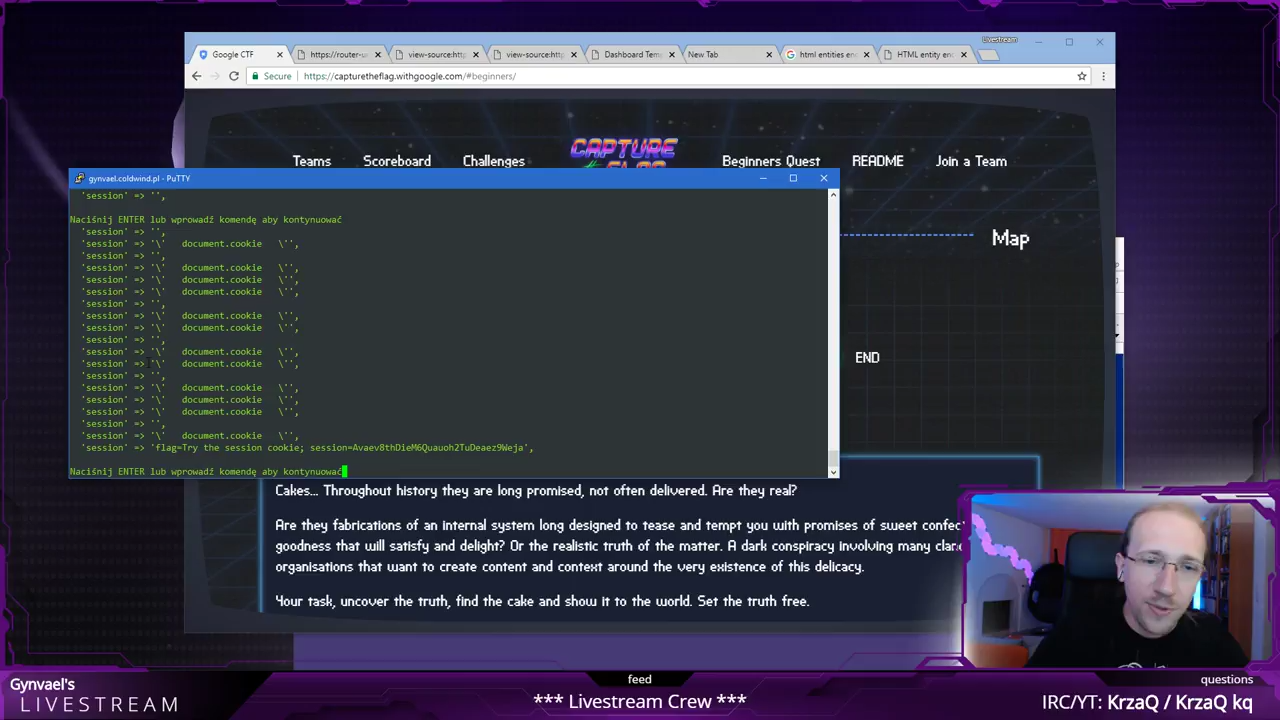 Livestream
Google CTF
https://router-u
view-source:http
view-source:http
Dashboard Temp
New Tab
html entities en
HTML entity en
Secure
https://capturetheflag.withgoogle.com/#beginners/
Teams
Scoreboard
Challenges
CAPTURE
Beginners Quest
README
Join a Team
gynvael.coldwind.pl - PuTTY
'session' => '',
Naciśnij ENTER lub wprowadź komendę aby kontynuować
'session' => '',
'session' => '\'   document.cookie   \'',
'session' => '',
'session' => '\'   document.cookie   \'',
'session' => '\'   document.cookie   \'',
'session' => '\'   document.cookie   \'',
'session' => '',
'session' => '\'   document.cookie   \'',
'session' => '\'   document.cookie   \'',
'session' => '',
'session' => '\'   document.cookie   \'',
'session' => '\'   document.cookie   \'',
'session' => '',
'session' => '\'   document.cookie   \'',
'session' => '\'   document.cookie   \'',
'session' => '\'   document.cookie   \'',
'session' => '',
'session' => '\'   document.cookie   \'',
'session' => 'flag=Try the session cookie; session=Avaev8thDieM6Quauoh2TuDeaez9Weja',
Naciśnij ENTER lub wprowadź komendę aby kontynuować
Map
END
Cakes... Throughout history they are long promised, not often delivered. Are they real?
Are they fabrications of an internal system long designed to tease and tempt you with promises of sweet confec
goodness that will satisfy and delight? Or the realistic truth of the matter. A dark conspiracy involving many clan
organisations that want to create content and context around the very existence of this delicacy.
Your task, uncover the truth, find the cake and show it to the world. Set the truth free.
Gynvael's
LIVESTREAM
feed
*** Livestream Crew ***
questions
IRC/YT: KrzaQ / KrzaQ kq